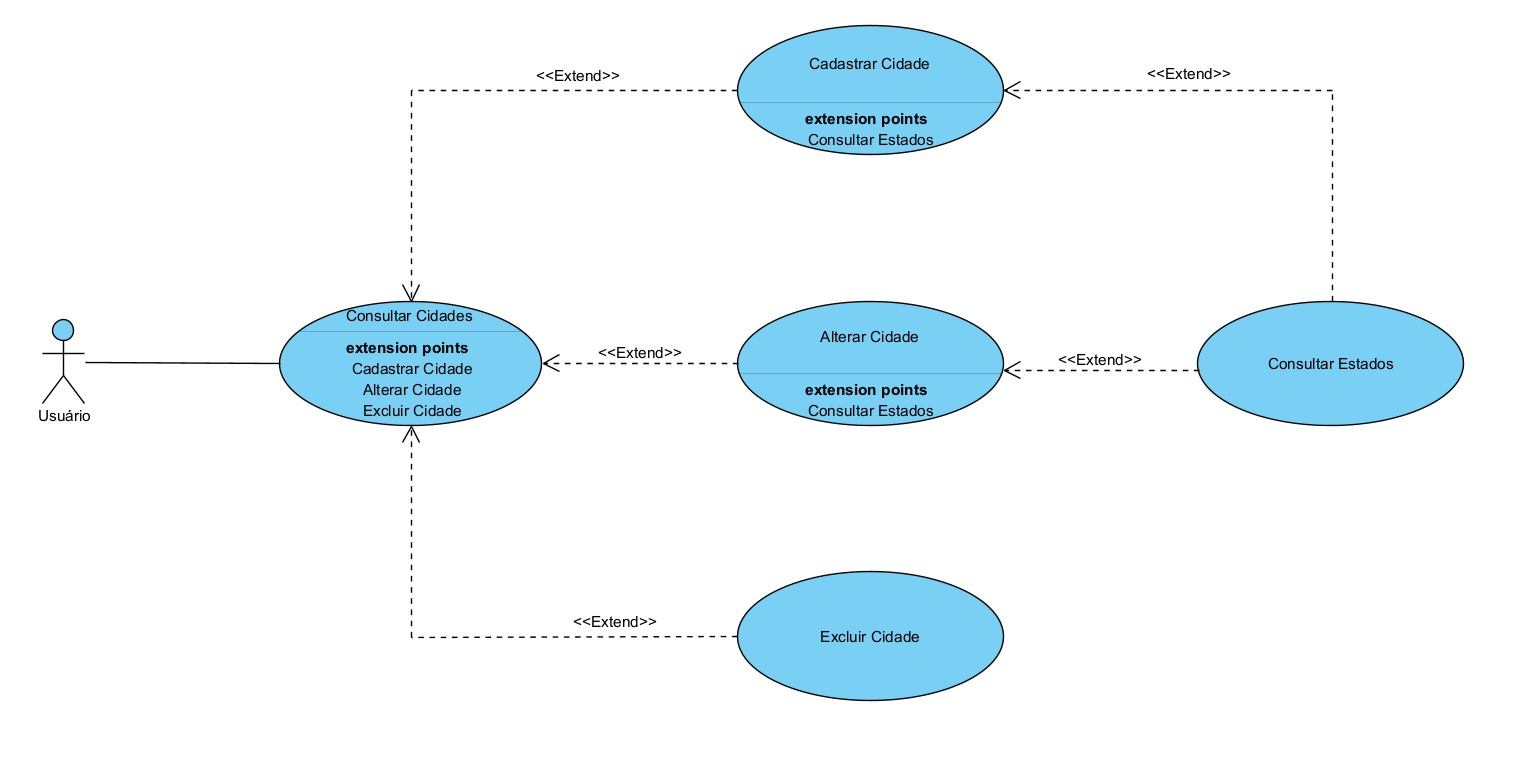 <<Extend>>
Cadastrar Cidade
extension points
Consultar Estados
<<Extend>>
Usuário
Consultar Cidades
extension points
Cadastrar Cidade
Alterar Cidade
Excluir Cidade
<<Extend>>
Alterar Cidade
extension points
Consultar Estados
<<Extend>>
Consultar Estados
<<Extend>>
Excluir Cidade